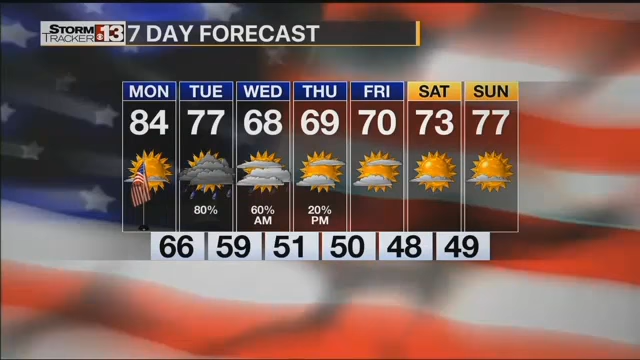 STORM
TRACKER 13
7 DAY FORECAST
MON TUE WED THU FRI SAT SUN
84 77 68 69 70 73 77
80% 60% 20%
AM PM
66 59 51 50 48 49